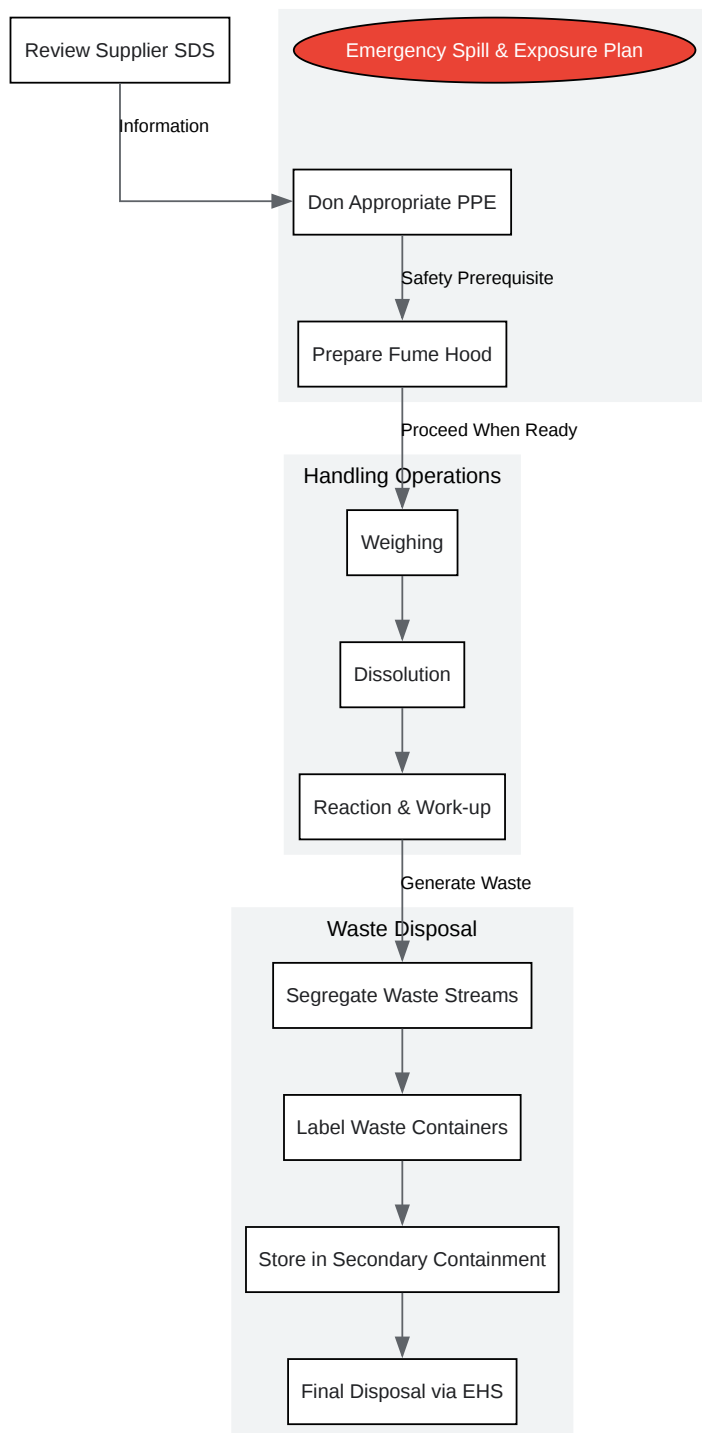 Review Supplier SDS
Emergency Spill & Exposure Plan
Information
Don Appropriate PPE
Safety Prerequisite
Prepare Fume Hood
Proceed When Ready
Handling Operations
Weighing
Dissolution
Reaction & Work-up
Generate Waste
Waste Disposal
Segregate Waste Streams
Label Waste Containers
Store in Secondary Containment
Final Disposal via EHS